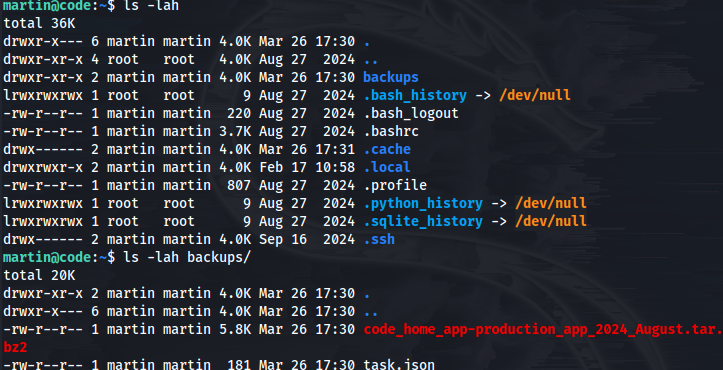 martin@code:~$ ls -lah
total 36K
drwxr-x--- 6 martin martin 4.0K Mar 26 17:30 .
drwxr-xr-x 4 root   root   4.0K Aug 27  2024 ..
drwxr-xr-x 2 martin martin 4.0K Mar 26 17:30 backups
lrwxrwxrwx 1 root   root      9 Aug 27  2024 .bash_history -> /dev/null
-rw-r--r-- 1 martin martin  220 Aug 27  2024 .bash_logout
-rw-r--r-- 1 martin martin 3.7K Aug 27  2024 .bashrc
drwx------ 2 martin martin 4.0K Mar 26 17:31 .cache
drwxrwxr-x 4 martin martin 4.0K Feb 17 10:58 .local
-rw-r--r-- 1 martin martin  807 Aug 27  2024 .profile
lrwxrwxrwx 1 root   root      9 Aug 27  2024 .python_history -> /dev/null
lrwxrwxrwx 1 root   root      9 Aug 27  2024 .sqlite_history -> /dev/null
drwx------ 2 martin martin 4.0K Sep 16  2024 .ssh
martin@code:~$ ls -lah backups/
total 20K
drwxr-xr-x 2 martin martin 4.0K Mar 26 17:30 .
drwxr-x--- 6 martin martin 4.0K Mar 26 17:30 ..
-rw-r--r-- 1 martin martin 5.8K Mar 26 17:30 code_home_app-production_app_2024_August.tar.
bz2
-rw-r--r-- 1 martin martin  181 Mar 26 17:30 task.json